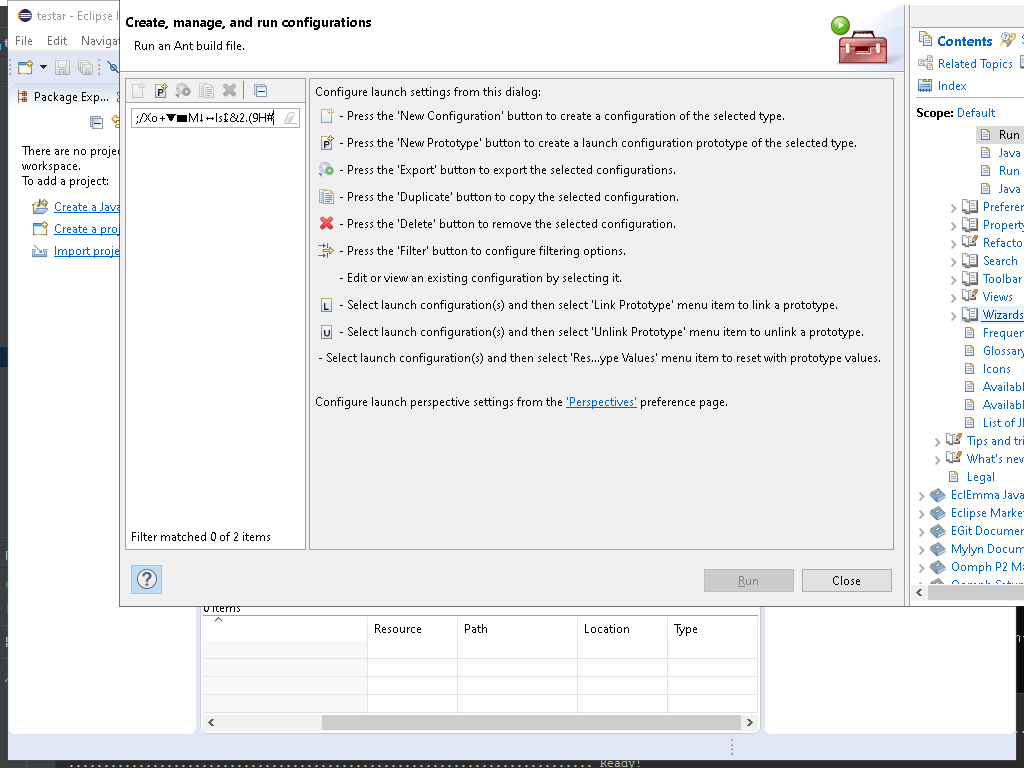 testar - Eclipse I
File Edit Naviga
Package Exp...
There are no proje
workspace.
To add a project:
Create a Java
Create a proj
Import proje
Create, manage, and run configurations
Run an Ant build file.
;/Xo+▼■M↓↔Is↨&2.(9H#
Filter matched 0 of 2 items
Configure launch settings from this dialog:
- Press the 'New Configuration' button to create a configuration of the selected type.
- Press the 'New Prototype' button to create a launch configuration prototype of the selected type.
- Press the 'Export' button to export the selected configurations.
- Press the 'Duplicate' button to copy the selected configuration.
- Press the 'Delete' button to remove the selected configuration.
- Press the 'Filter' button to configure filtering options.
- Edit or view an existing configuration by selecting it.
- Select launch configuration(s) and then select 'Link Prototype' menu item to link a prototype.
- Select launch configuration(s) and then select 'Unlink Prototype' menu item to unlink a prototype.
- Select launch configuration(s) and then select 'Res...ype Values' menu item to reset with prototype values.
Configure launch perspective settings from the 'Perspectives' preference page.
Run Close
0 items
Resource Path Location Type
Contents
Related Topics
Index
Scope: Default
Run
Java
Run
Java
Preferen
Property
Refacto
Search
Toolbar
Views
Wizards
Frequen
Glossary
Icons
Availabl
Availabl
List of J
Tips and tri
What's new
Legal
EclEmma Java
Eclipse Marke
EGit Documen
Mylyn Docum
Oomph P2 Ma
Oomph Setup
Ready!